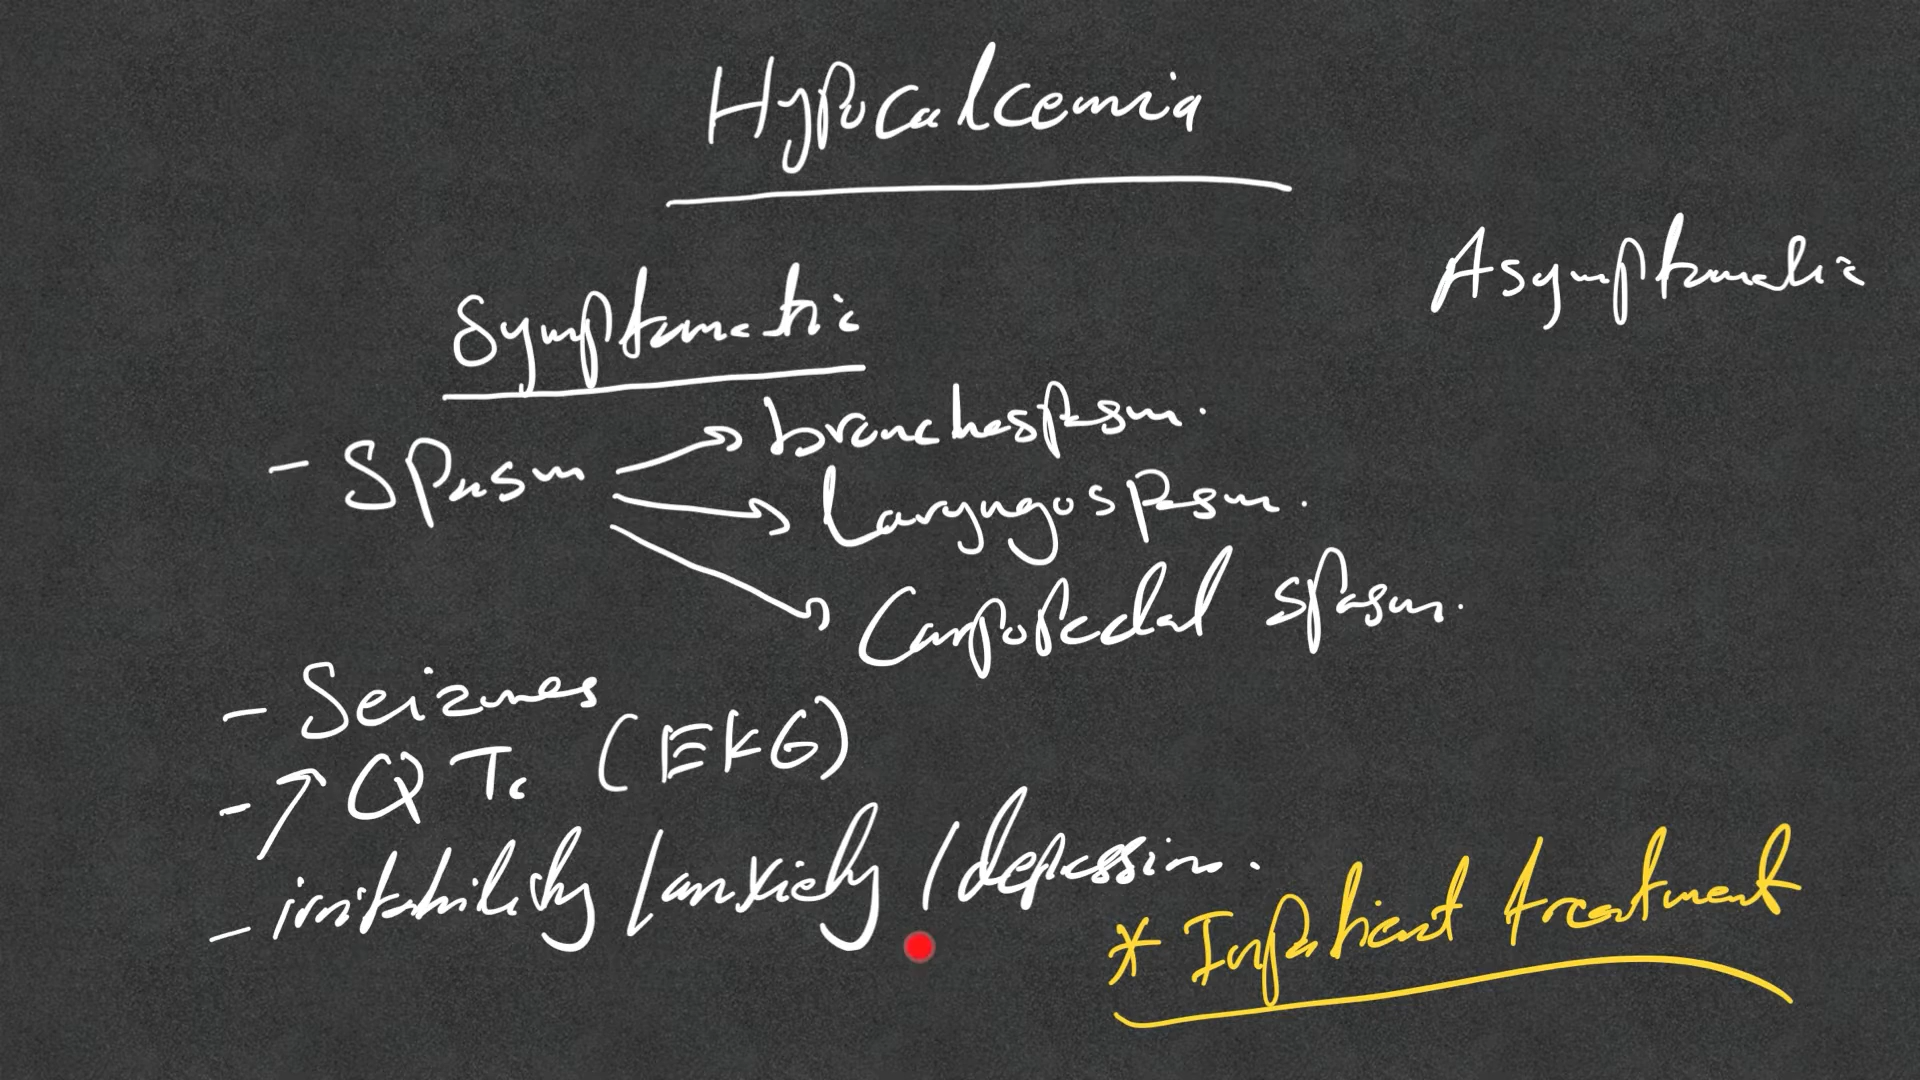 Hypocalcemia
Asymptomatic
Symptomatic
- Spasm → bronchospasm.
→ Laryngospasm.
→ Carpopedal spasm.
- Seizures
- ↑ QTc (EKG)
- irritability / anxiety / depression.
* Inpatient treatment